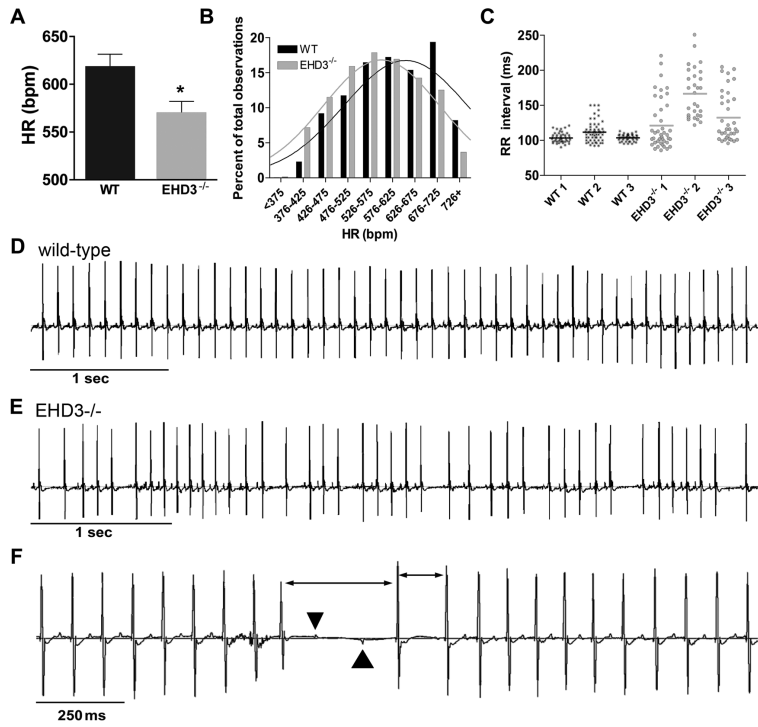 A
HR (bpm)
650
600
550
500
*
WT
EHD3-/-
B
Percent of total observations
20
15
10
5
0
WT
EHD3-/-
<375
376-425
426-475
476-525
526-575
576-625
626-675
676-725
726+
HR (bpm)
C
RR interval (ms)
250
200
150
100
50
WT 1
WT 2
WT 3
EHD3-/- 1
EHD3-/- 2
EHD3-/- 3
D
wild-type
1 sec
E
EHD3-/-
1 sec
F
250 ms